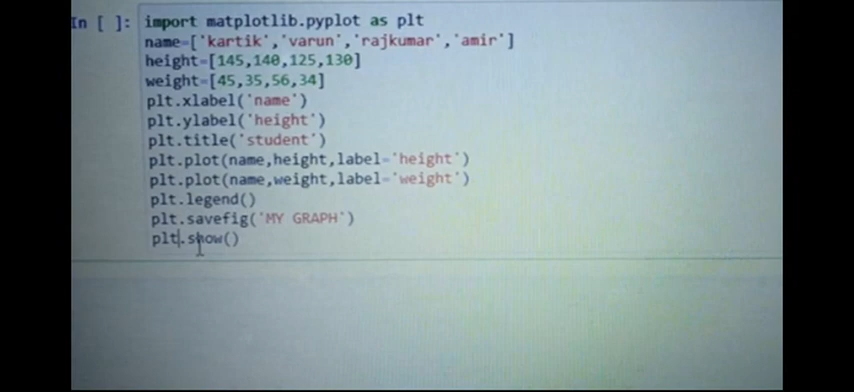 In [ ]: import matplotlib.pyplot as plt
name=['kartik','varun','rajkumar','amir']
height=[145,140,125,130]
weight=[45,35,56,34]
plt.xlabel('name')
plt.ylabel('height')
plt.title('student')
plt.plot(name,height,label='height')
plt.plot(name,weight,label='weight')
plt.legend()
plt.savefig('MY GRAPH')
plt.show()